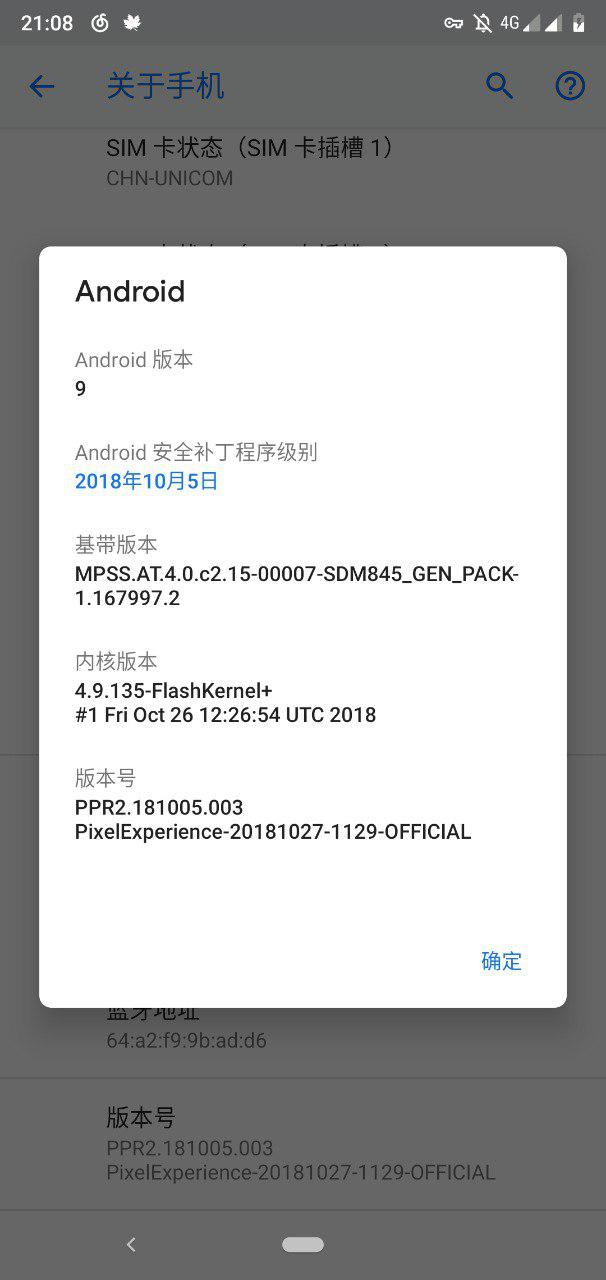 21:08
4G
关于手机
SIM 卡状态（SIM 卡插槽 1）
CHN-UNICOM
Android
Android 版本
9
Android 安全补丁程序级别
2018年10月5日
基带版本
MPSS.AT.4.0.c2.15-00007-SDM845_GEN_PACK-
1.167997.2
内核版本
4.9.135-FlashKernel+
#1 Fri Oct 26 12:26:54 UTC 2018
版本号
PPR2.181005.003
PixelExperience-20181027-1129-OFFICIAL
确定
蓝牙地址
64:a2:f9:9b:ad:d6
版本号
PPR2.181005.003
PixelExperience-20181027-1129-OFFICIAL